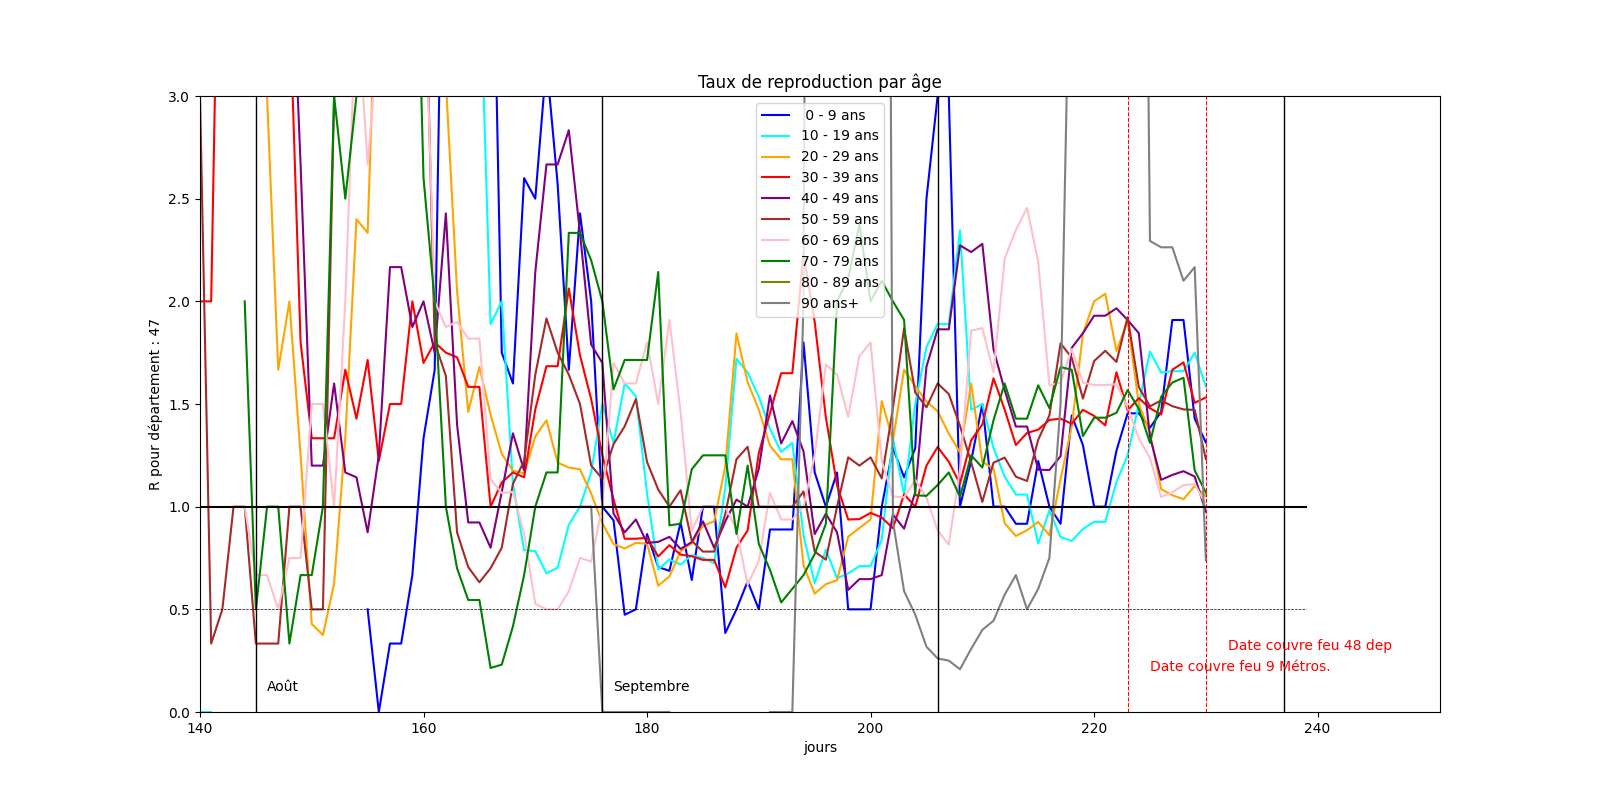 Taux de reproduction par âge
R pour département : 47
3.0
2.5
2.0
1.5
1.0
0.5
0.0
0 - 9 ans
10 - 19 ans
20 - 29 ans
30 - 39 ans
40 - 49 ans
50 - 59 ans
60 - 69 ans
70 - 79 ans
80 - 89 ans
90 ans+
Date couvre feu 48 dep
Date couvre feu 9 Métros.
Août
Septembre
140
160
180
200
220
240
jours